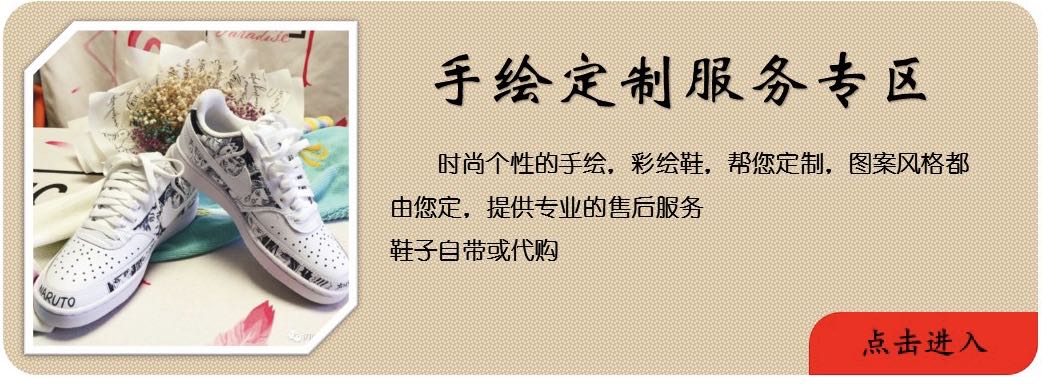 Paradise
手绘定制服务专区
时尚个性的手绘，彩绘鞋，帮您定制，图案风格都
由您定，提供专业的售后服务
鞋子自带或代购
NARUTO
点击进入